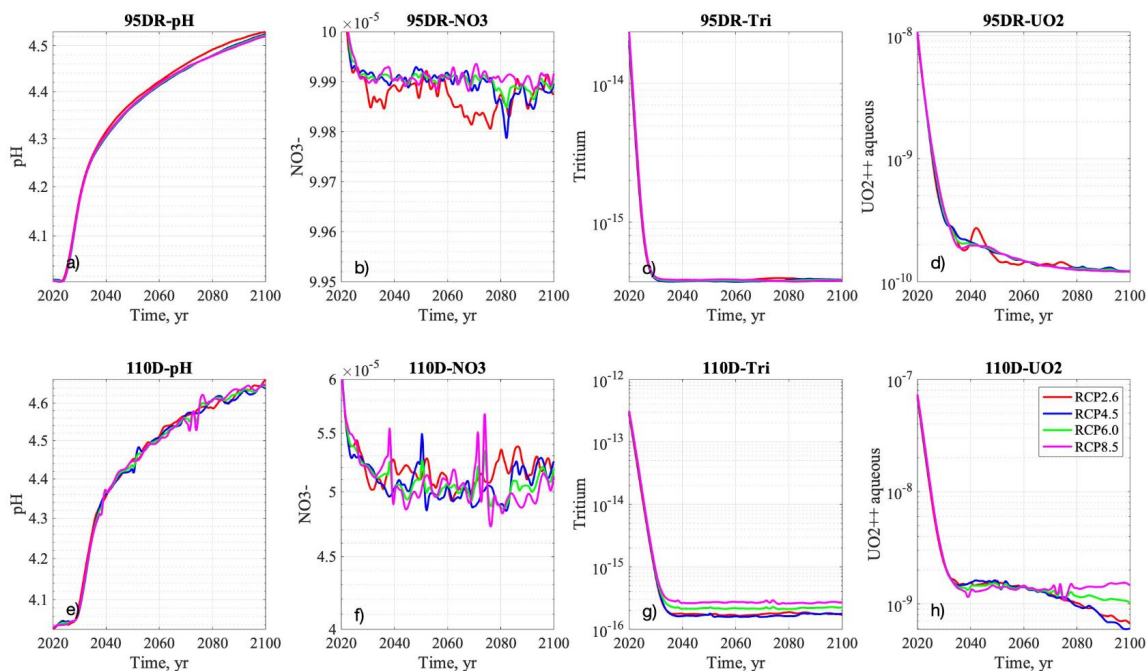 95DR-pH
4.5
4.4
4.3
4.2
4.1
pH
a)
2020 2040 2060 2080 2100
Time, yr
95DR-NO3
×10⁻⁵
10
9.99
9.98
9.97
9.96
9.95
NO3-
b)
2020 2040 2060 2080 2100
Time, yr
95DR-Tri
10⁻¹⁴
10⁻¹⁵
Tritium
c)
2020 2040 2060 2080 2100
Time, yr
95DR-UO2
10⁻⁸
10⁻⁹
10⁻¹⁰
UO2++ aqueous
d)
2020 2040 2060 2080 2100
Time, yr
110D-pH
4.6
4.5
4.4
4.3
4.2
4.1
pH
e)
2020 2040 2060 2080 2100
Time, yr
110D-NO3
×10⁻⁵
6
5.5
5
4.5
4
NO3-
f)
2020 2040 2060 2080 2100
Time, yr
110D-Tri
10⁻¹²
10⁻¹³
10⁻¹⁴
10⁻¹⁵
10⁻¹⁶
Tritium
g)
2020 2040 2060 2080 2100
Time, yr
110D-UO2
10⁻⁷
10⁻⁸
10⁻⁹
UO2++ aqueous
RCP2.6
RCP4.5
RCP6.0
RCP8.5
h)
2020 2040 2060 2080 2100
Time, yr